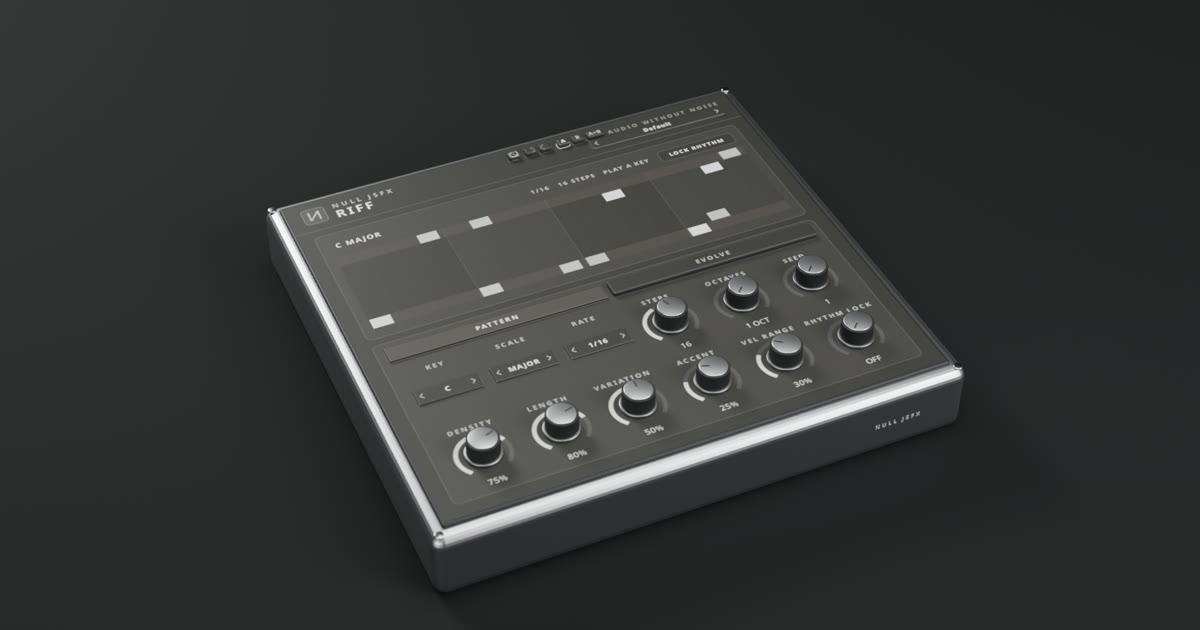 NULL JSFX
RIFF
A B A>B
AUDIO WITHOUT NOISE
< Default >
C MAJOR
1/16 16 STEPS PLAY A KEY LOCK RHYTHM
PATTERN
EVOLVE
KEY
< C >
SCALE
< MAJOR >
RATE
< 1/16 >
STEPS
16
OCTAVES
1 OCT
SEED
1
DENSITY
75%
LENGTH
80%
VARIATION
50%
ACCENT
25%
VEL RANGE
30%
RHYTHM LOCK
OFF
NULL JSFX